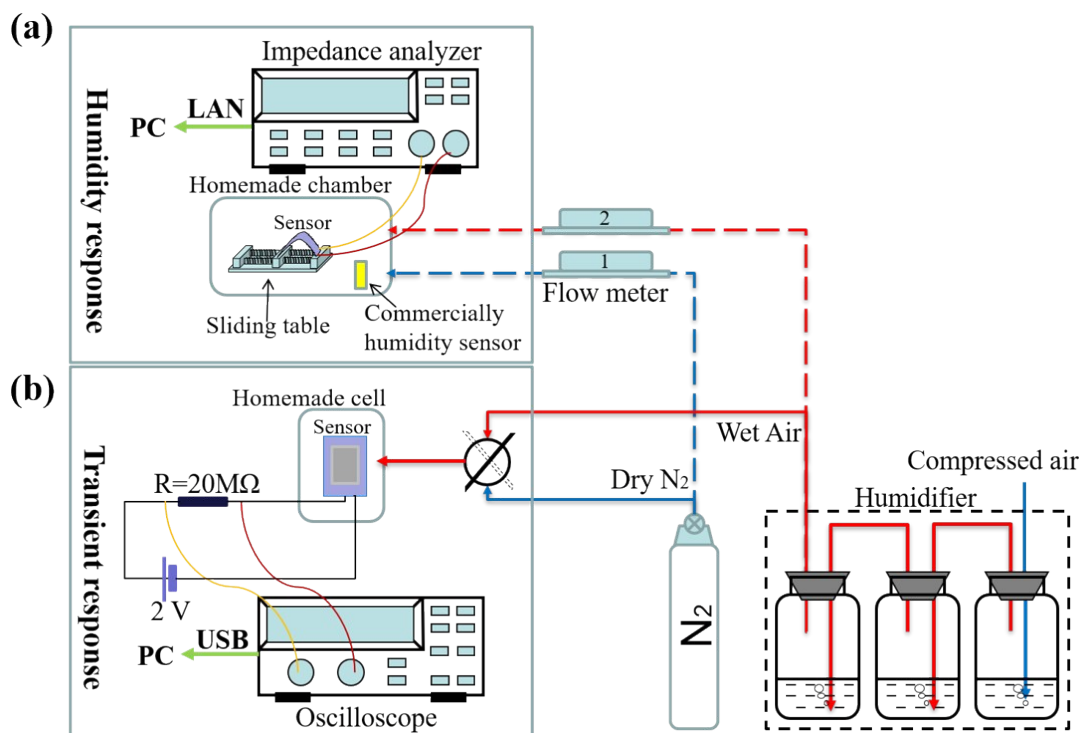 (a)
Humidity response
Impedance analyzer
LAN
PC
Homemade chamber
Sensor
Sliding table
Commercially
humidity sensor
2
1
Flow meter
(b)
Transient response
Homemade cell
Sensor
R=20MΩ
2 V
USB
PC
Oscilloscope
Wet Air
Dry N₂
N₂
Compressed air
Humidifier